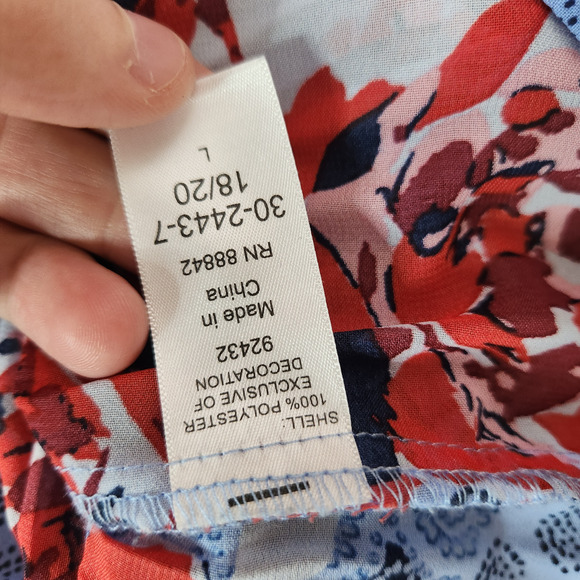 SHELL:
100% POLYESTER
EXCLUSIVE OF
DECORATION
92432
Made in
China
RN 88842
30-2443-7
18/20
L